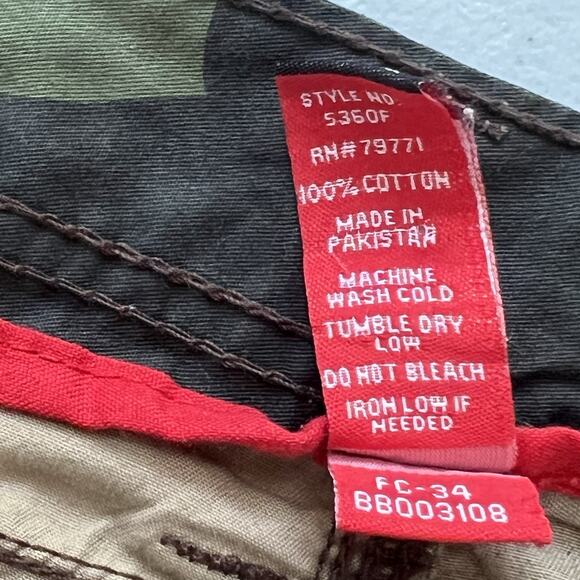 STYLE NO.
5360F
RN#79771
100% COTTON
MADE IN
PAKISTAN
MACHINE
WASH COLD
TUMBLE DRY
LOW
DO NOT BLEACH
IRON LOW IF
NEEDED
FC-34
BB003108